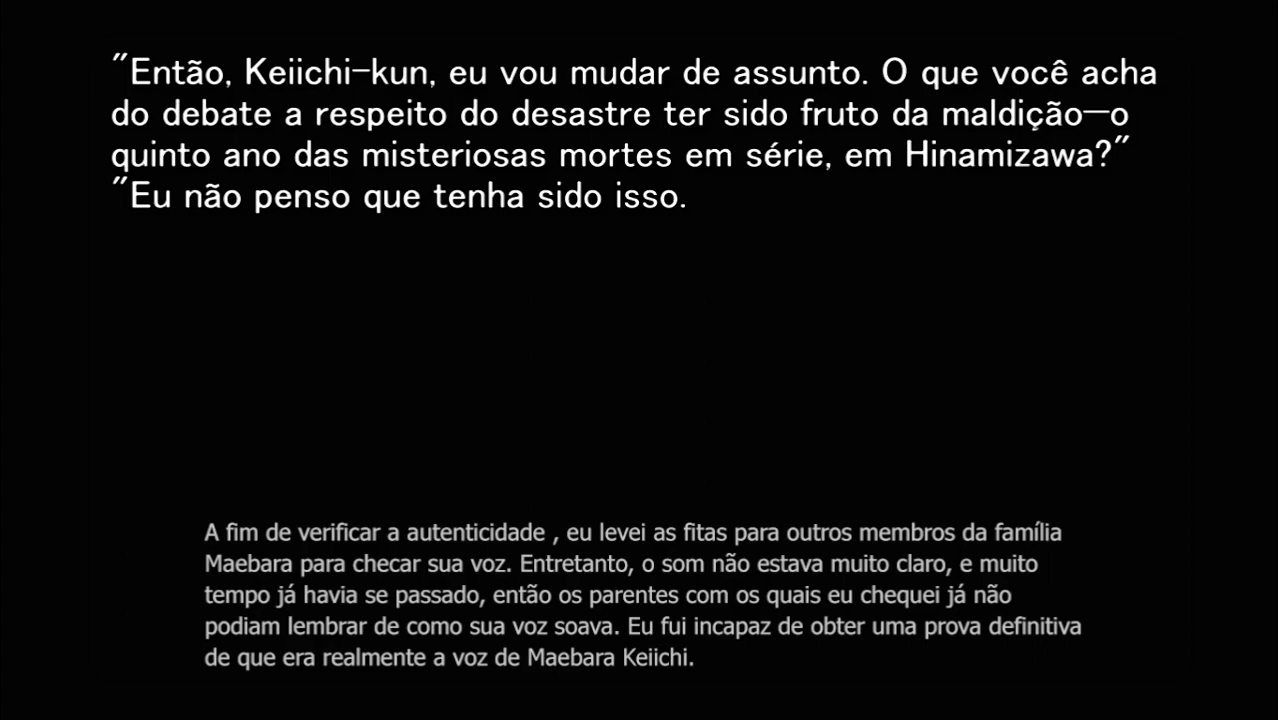 "Então, Keiichi-kun, eu vou mudar de assunto. O que você acha
do debate a respeito do desastre ter sido fruto da maldição—o
quinto ano das misteriosas mortes em série, em Hinamizawa?"
"Eu não penso que tenha sido isso.
A fim de verificar a autenticidade , eu levei as fitas para outros membros da família
Maebara para checar sua voz. Entretanto, o som não estava muito claro, e muito
tempo já havia se passado, então os parentes com os quais eu chequei já não
podiam lembrar de como sua voz soava. Eu fui incapaz de obter uma prova definitiva
de que era realmente a voz de Maebara Keiichi.